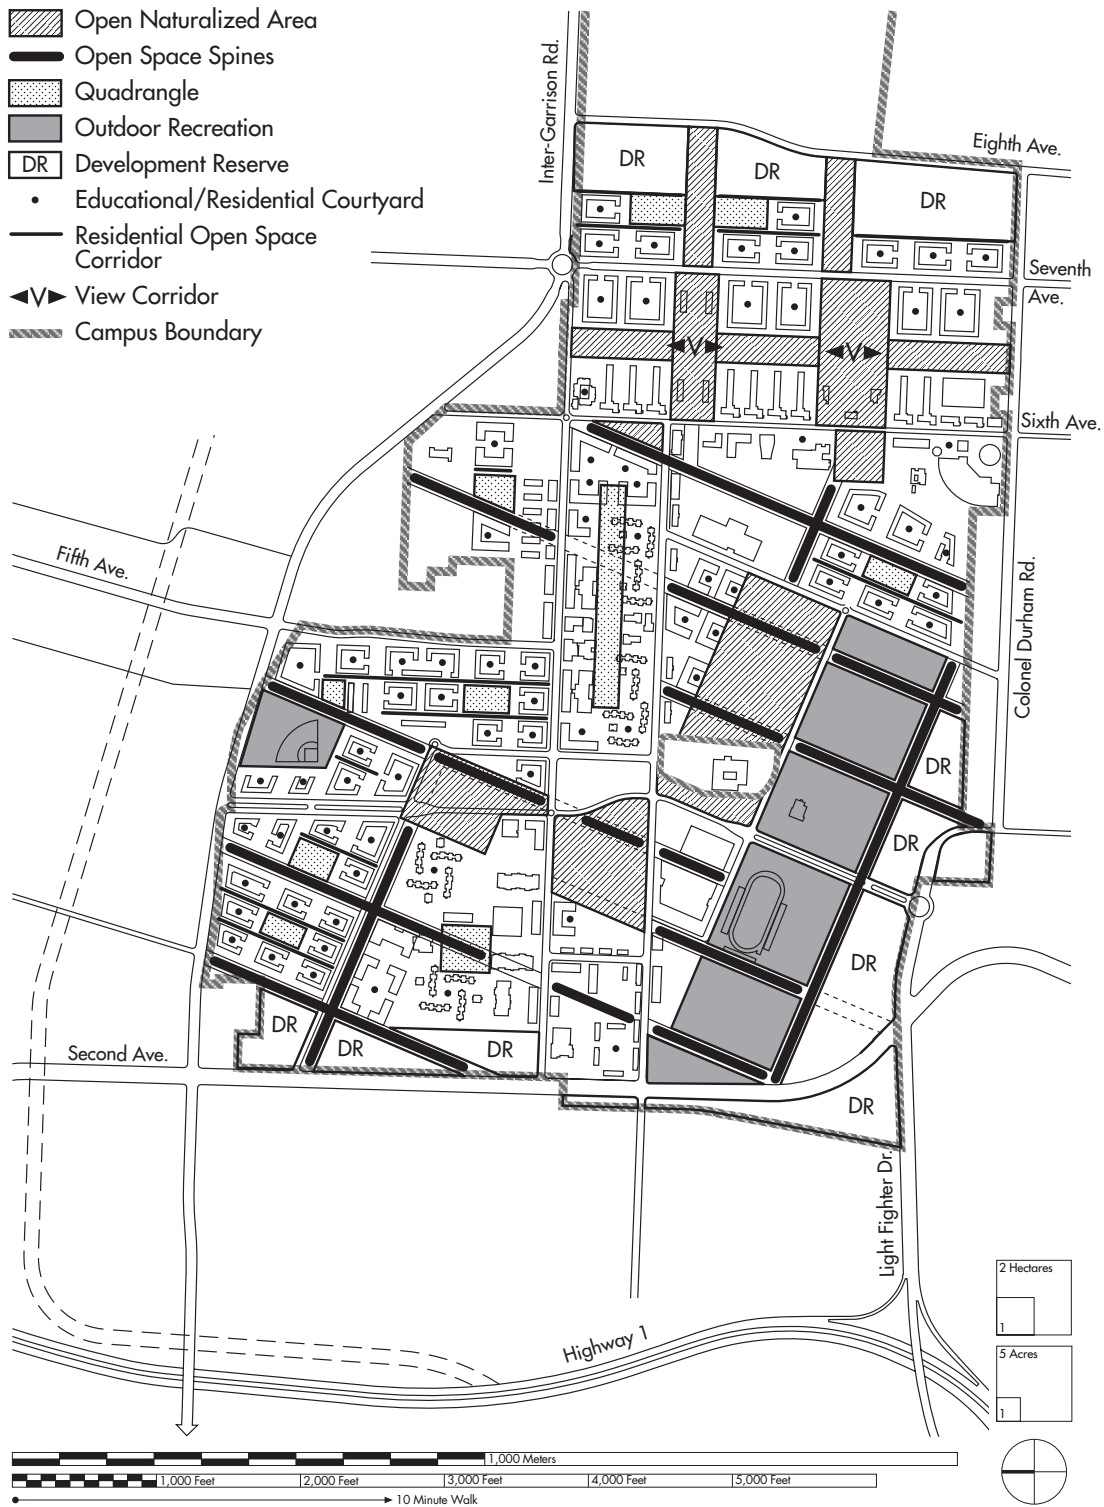 Open Naturalized Area
Open Space Spines
Quadrangle
Outdoor Recreation
DR Development Reserve
Educational/Residential Courtyard
Residential Open Space
Corridor
V View Corridor
Campus Boundary
Inter-Garrison Rd.
Eighth Ave.
DR
DR
DR
Seventh
Ave.
V
V
Sixth Ave.
Fifth Ave.
Colonel Durham Rd.
DR
DR
DR
DR
DR
DR
Second Ave.
DR
Light Fighter Dr.
Highway 1
2 Hectares
1
5 Acres
1
1,000 Meters
1,000 Feet
2,000 Feet
3,000 Feet
4,000 Feet
5,000 Feet
10 Minute Walk